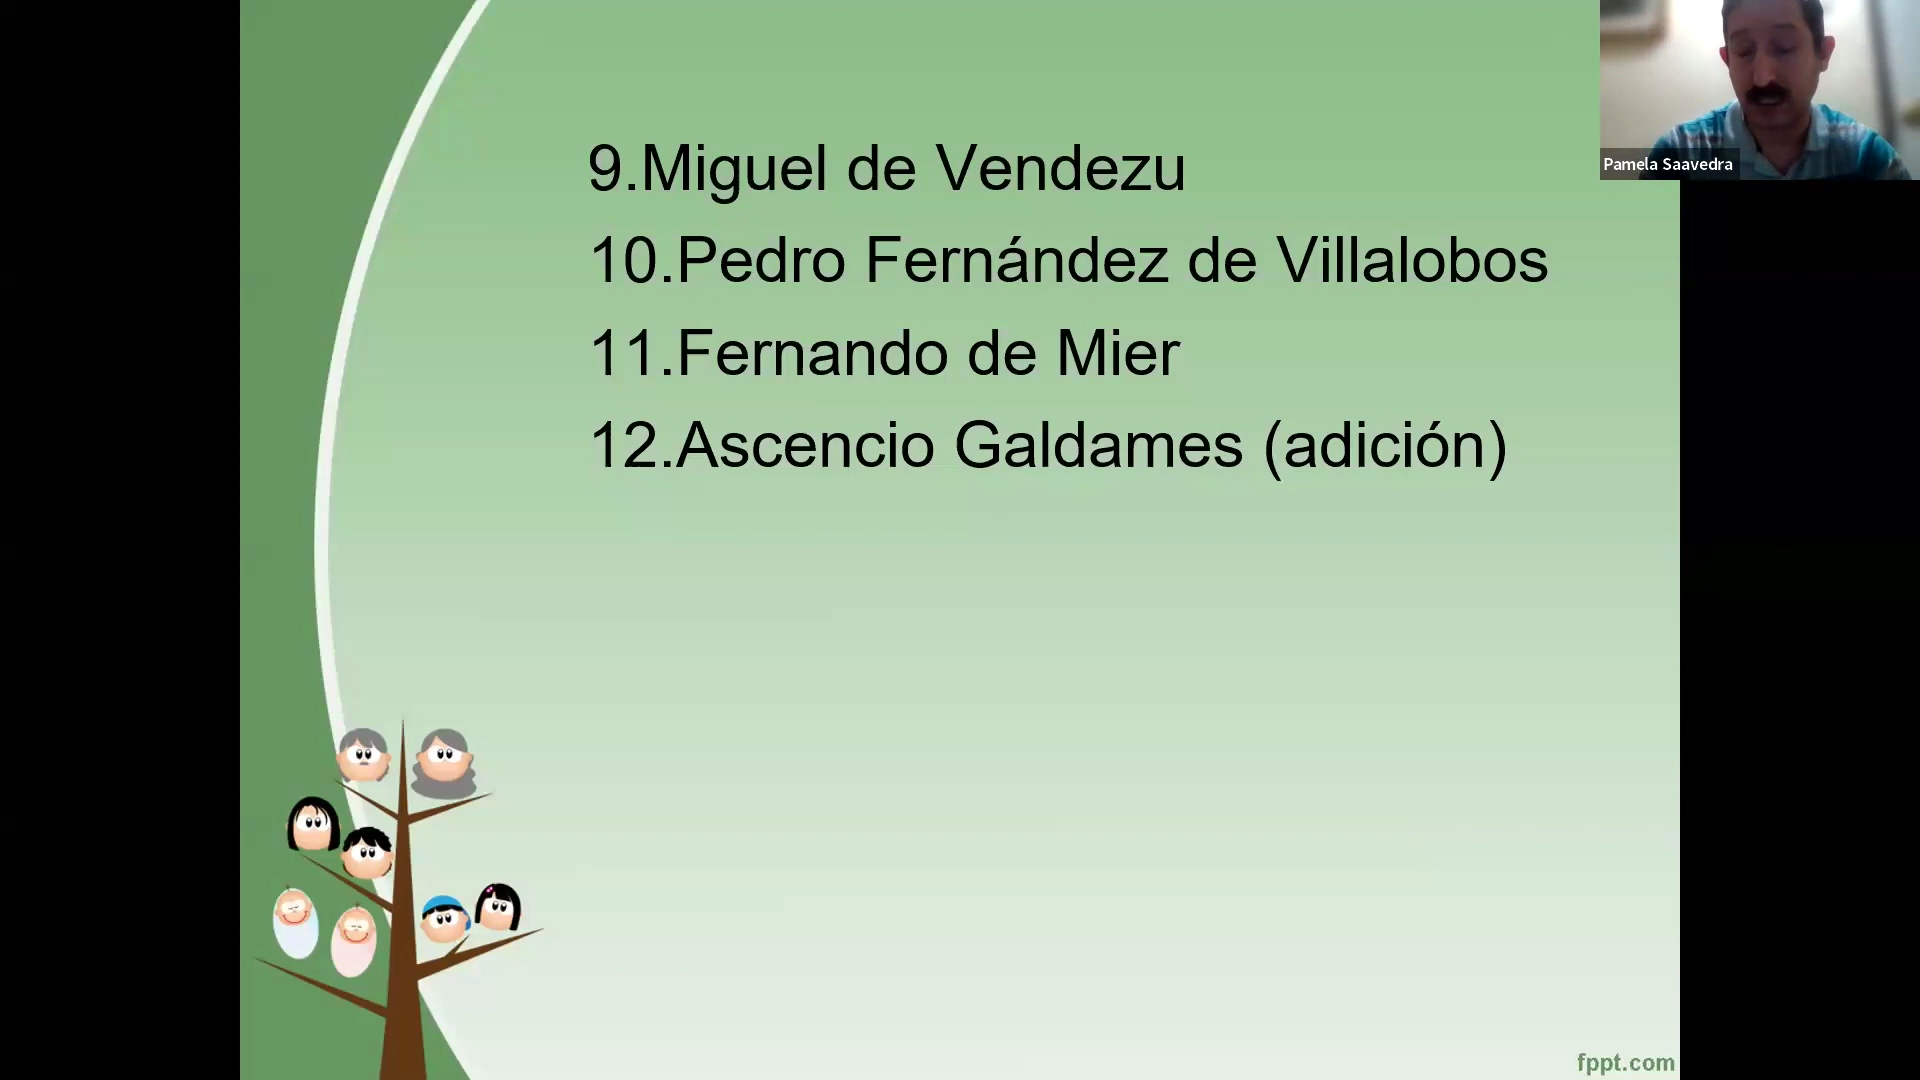 9.Miguel de Vendezu
10.Pedro Fernández de Villalobos
11.Fernando de Mier
12.Ascencio Galdames (adición)
Pamela Saavedra
fppt.com